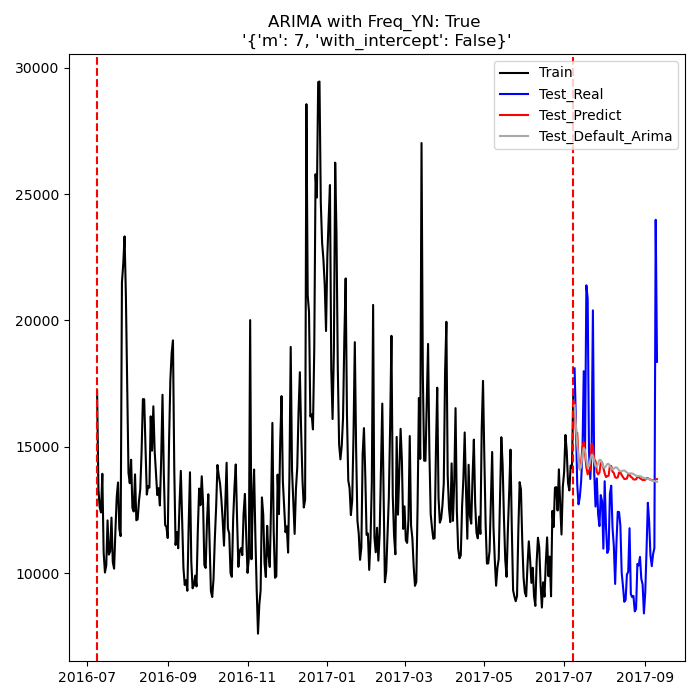 ARIMA with Freq_YN: True
'{'m': 7, 'with_intercept': False}'
Train
Test_Real
Test_Predict
Test_Default_Arima
30000
25000
20000
15000
10000
2016-07 2016-09 2016-11 2017-01 2017-03 2017-05 2017-07 2017-09